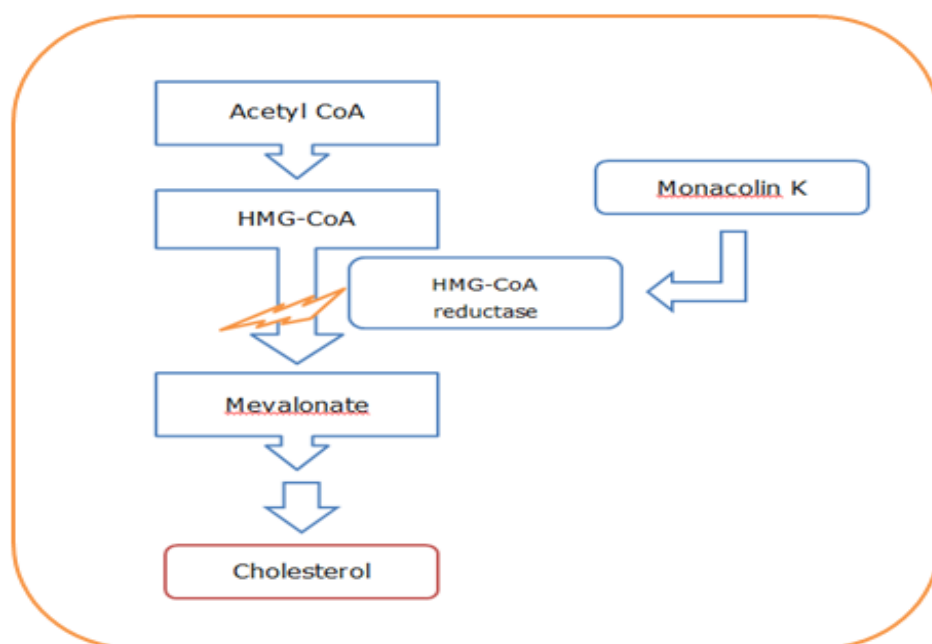 Acetyl CoA
HMG-CoA
Monacolin K
HMG-CoA
reductase
Mevalonate
Cholesterol